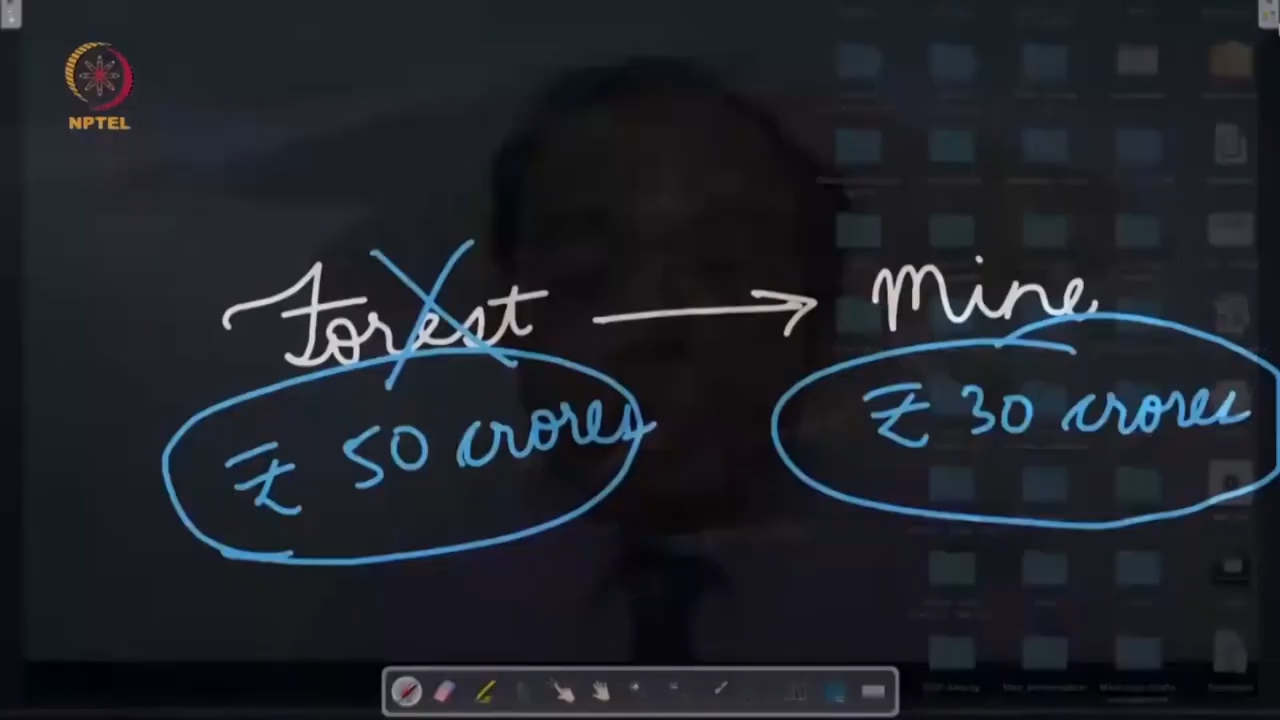 NPTEL
Forest → Mine
₹ 50 crores ₹ 30 crores